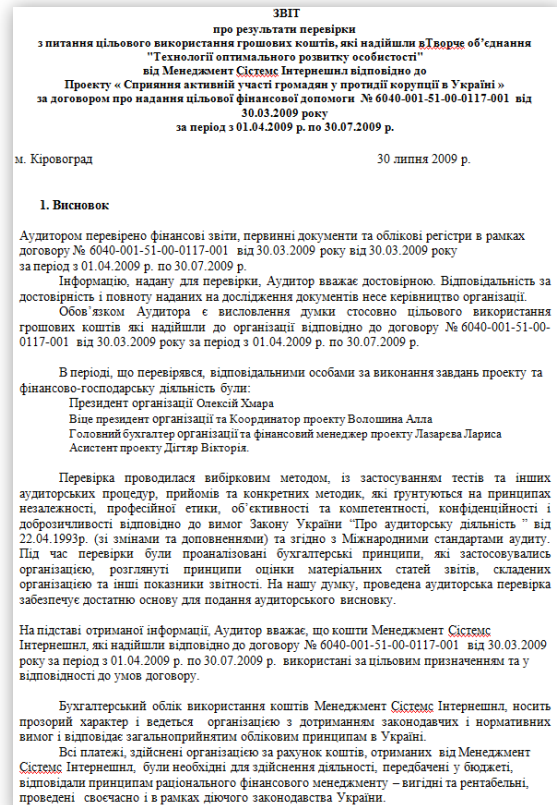 ЗВІТ
про результати перевірки
з питання цільового використання грошових коштів, які надійшли вТворче об’єднання
"Технології оптимального розвитку особистості"
від Менеджмент Сістемс Інтернешнл відповідно до
Проекту « Сприяння активній участі громадян у протидії корупції в Україні »
за договором про надання цільової фінансової допомоги № 6040-001-51-00-0117-001 від
30.03.2009 року
за період з 01.04.2009 р. по 30.07.2009 р.
м. Кіровоград 30 липня 2009 р.
1. Висновок
Аудитором перевірено фінансові звіти, первинні документи та облікові регістри в рамках
договору № 6040-001-51-00-0117-001 від 30.03.2009 року від 30.03.2009 року
за період з 01.04.2009 р. по 30.07.2009 р.
Інформацію, надану для перевірки, Аудитор вважає достовірною. Відповідальність за
достовірність і повноту наданих на дослідження документів несе керівництво організації.
Обов’язком Аудитора є висловлення думки стосовно цільового використання
грошових коштів які надійшли до організації відповідно до договору № 6040-001-51-00-
0117-001 від 30.03.2009 року за період з 01.04.2009 р. по 30.07.2009 р.
В періоді, що перевірявся, відповідальними особами за виконання завдань проекту та
фінансово-господарську діяльність були:
Президент організації Олексій Хмара
Віце президент організації та Координатор проекту Волошина Алла
Головний бухгалтер організації та фінансовий менеджер проекту Лазарєва Лариса
Асистент проекту Дігтяр Вікторія.
Перевірка проводилася вибірковим методом, із застосуванням тестів та інших
аудиторських процедур, прийомів та конкретних методик, які ґрунтуються на принципах
незалежності, професійної етики, об’єктивності та компетентності, конфіденційності і
доброзичливості відповідно до вимог Закону України “Про аудиторську діяльність ” від
22.04.1993р. (зі змінами та доповненнями) та згідно з Міжнародними стандартами аудиту.
Під час перевірки були проаналізовані бухгалтерські принципи, які застосовувались
організацією, розглянуті принципи оцінки матеріальних статей звітів, складених
організацією та інші показники звітності. На нашу думку, проведена аудиторська перевірка
забезпечує достатню основу для подання аудиторського висновку.
На підставі отриманої інформації, Аудитор вважає, що кошти Менеджмент Сістемс
Інтернешнл, які надійшли відповідно до договору № 6040-001-51-00-0117-001 від 30.03.2009
року за період з 01.04.2009 р. по 30.07.2009 р. використані за цільовим призначенням та у
відповідності до умов договору.
Бухгалтерський облік використання коштів Менеджмент Сістемс Інтернешнл, носить
прозорий характер і ведеться організацією з дотриманням законодавчих і нормативних
вимог і відповідає загальноприйнятим обліковим принципам в Україні.
Всі платежі, здійснені організацією за рахунок коштів, отриманих від Менеджмент
Сістемс Інтернешнл, були необхідні для здійснення діяльності, передбачені у бюджеті,
відповідали принципам раціонального фінансового менеджменту – вигідні та рентабельні,
проведені своєчасно і в рамках діючого законодавства України.